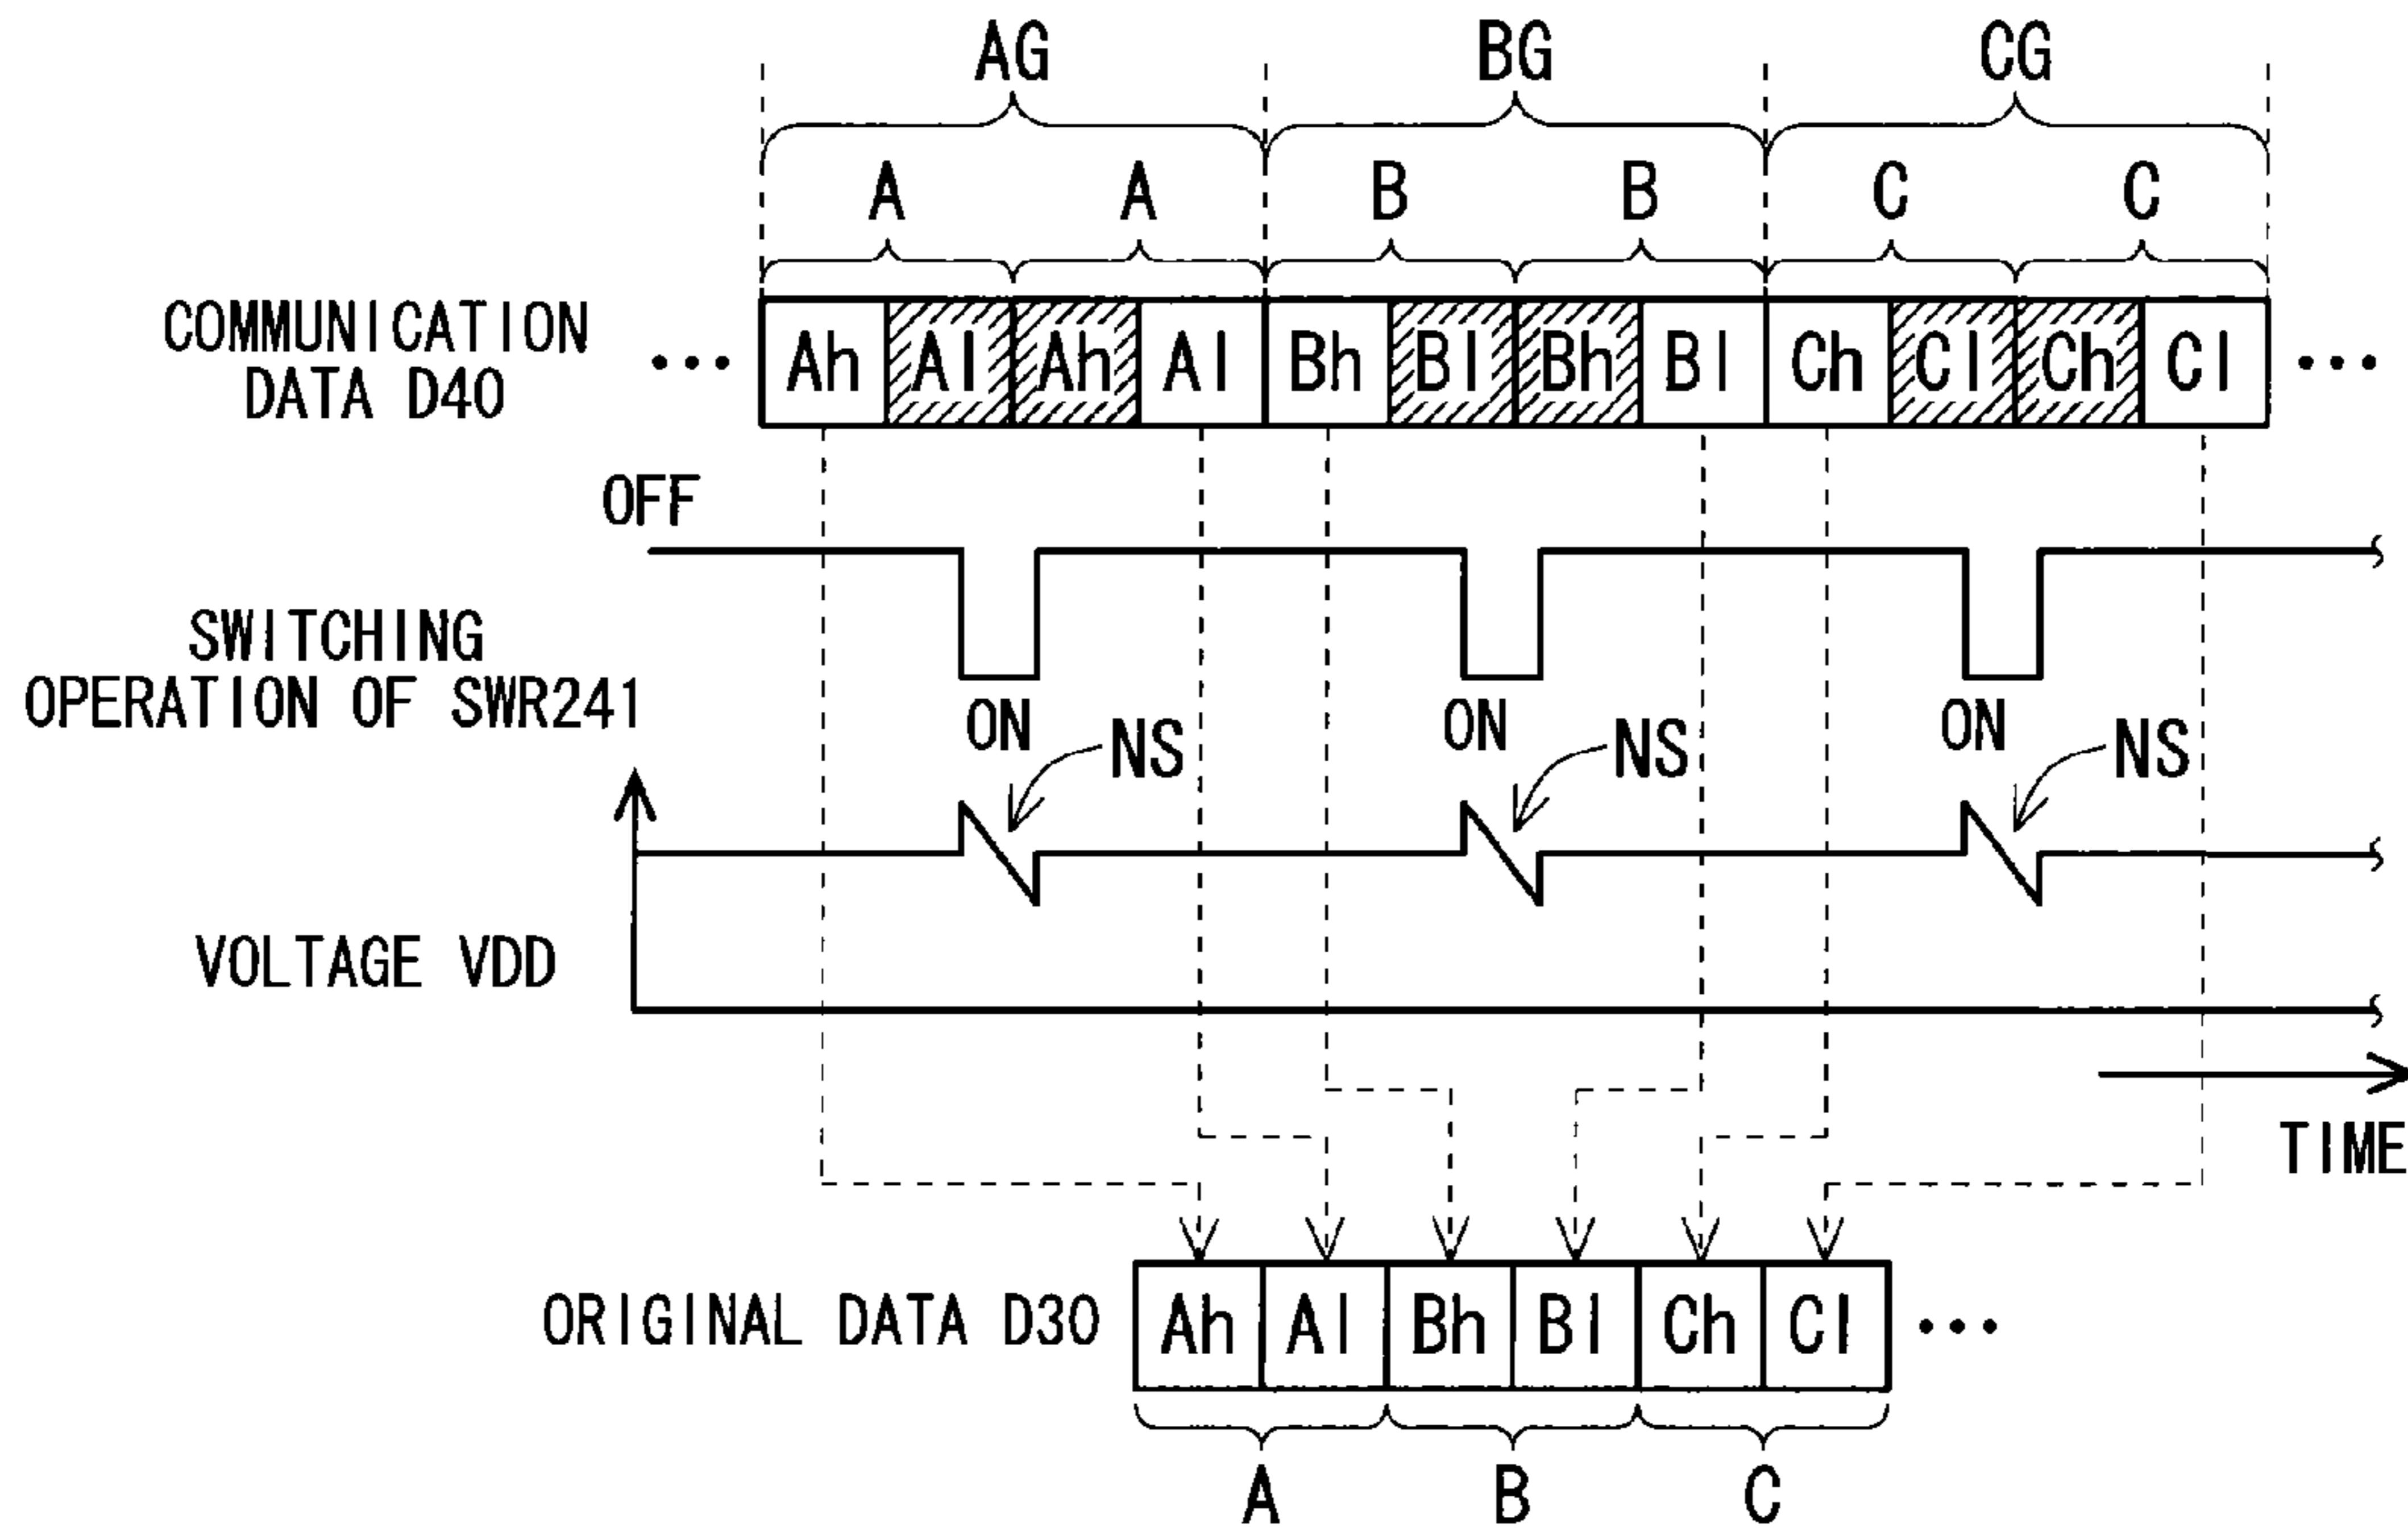 AG BG CG
A A B B C C
COMMUNICATION
DATA D40
••• Ah Al Ah Al Bh Bl Bh Bl Ch Cl Ch Cl •••
OFF
SWITCHING
OPERATION OF SWR241
ON NS ON NS ON NS
VOLTAGE VDD
TIME
ORIGINAL DATA D30 Ah Al Bh Bl Ch Cl •••
A B C